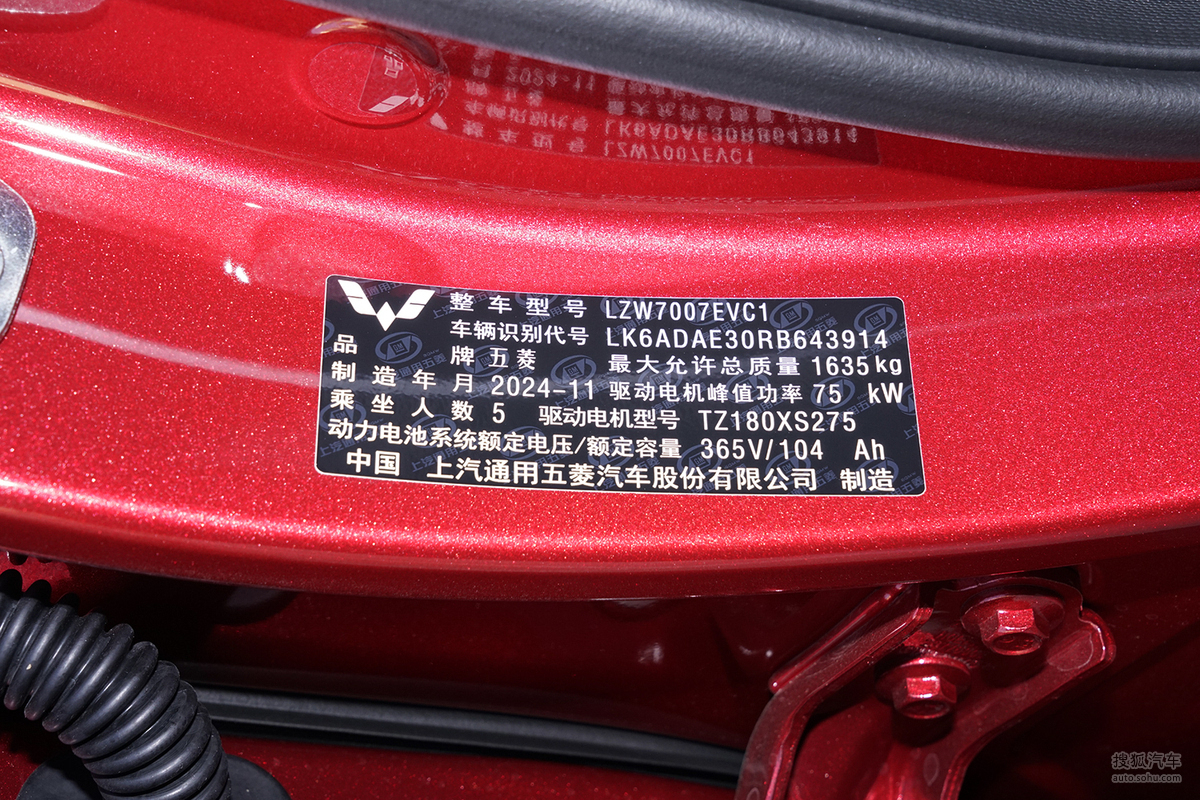 整车型号 LZW7007EVC1
车辆识别代号 LK6ADAE30RB643914
品牌 五菱 最大允许总质量 1635kg
制造年月 2024-11 驱动电机峰值功率 75 kW
乘坐人数 5 驱动电机型号 TZ180XS275
动力电池系统额定电压/额定容量 365V/104 Ah
中国 上汽通用五菱汽车股份有限公司 制造
搜狐汽车
auto.sohu.com